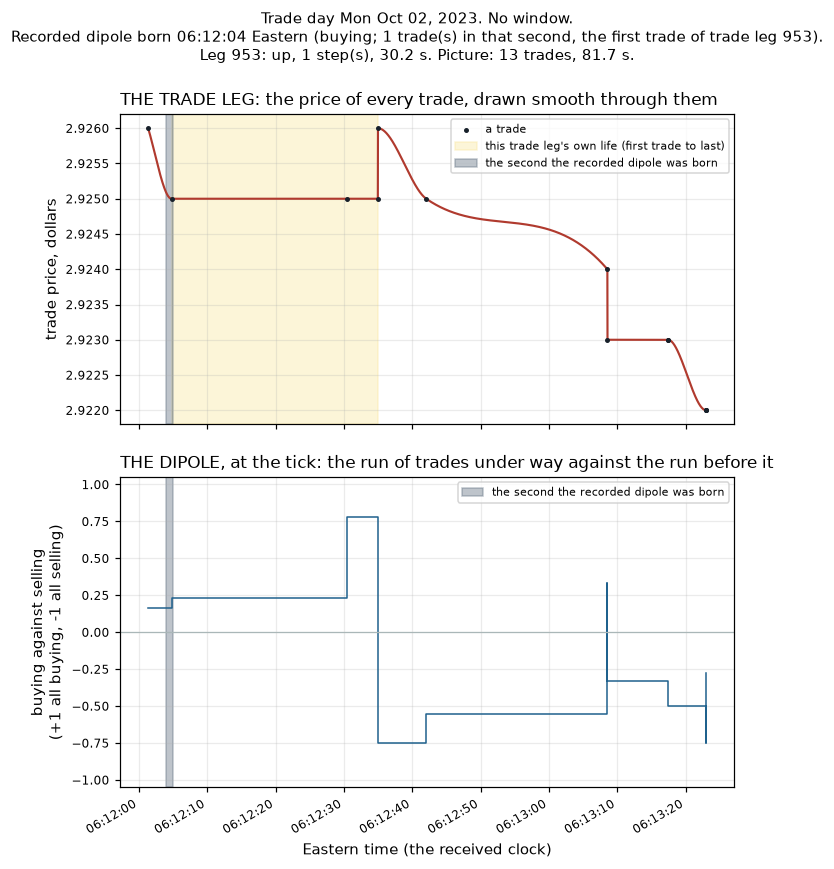 Trade day Mon Oct 02, 2023. No window.
Recorded dipole born 06:12:04 Eastern (buying; 1 trade(s) in that second, the first trade of trade leg 953).
Leg 953: up, 1 step(s), 30.2 s. Picture: 13 trades, 81.7 s.
THE TRADE LEG: the price of every trade, drawn smooth through them
a trade
this trade leg's own life (first trade to last)
the second the recorded dipole was born
trade price, dollars
2.9260
2.9255
2.9250
2.9245
2.9240
2.9235
2.9230
2.9225
2.9220
THE DIPOLE, at the tick: the run of trades under way against the run before it
the second the recorded dipole was born
buying against selling
(+1 all buying, -1 all selling)
1.00
0.75
0.50
0.25
0.00
−0.25
−0.50
−0.75
−1.00
06:12:00
06:12:10
06:12:20
06:12:30
06:12:40
06:12:50
06:13:00
06:13:10
06:13:20
Eastern time (the received clock)